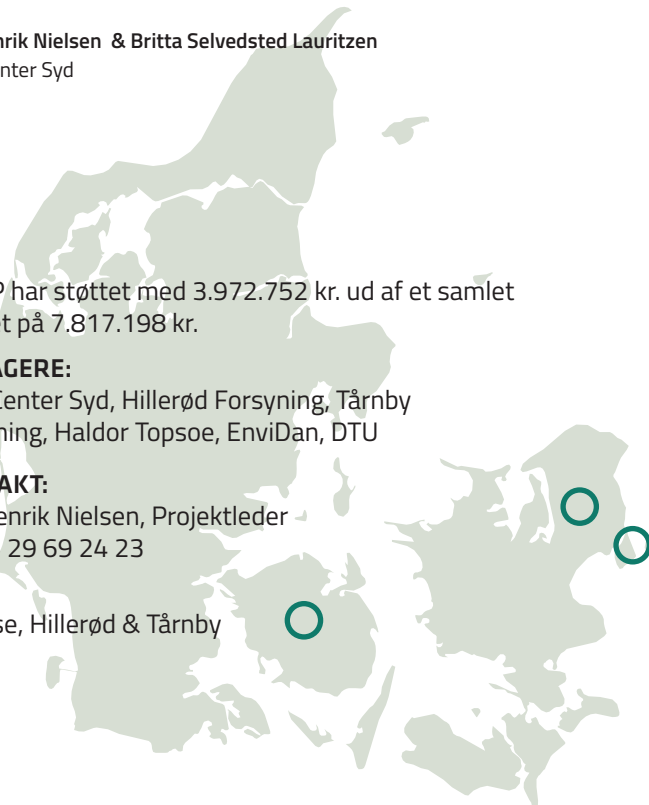 rik Nielsen & Britta Selvedsted Lauritzen
nter Syd
har støttet med 3.972.752 kr. ud af et samlet
t på 7.817.198 kr.
AGERE:
Center Syd, Hillerød Forsyning, Tårnby
ning, Haldor Topsoe, EnviDan, DTU
AKT:
enrik Nielsen, Projektleder
29 69 24 23
se, Hillerød & Tårnby